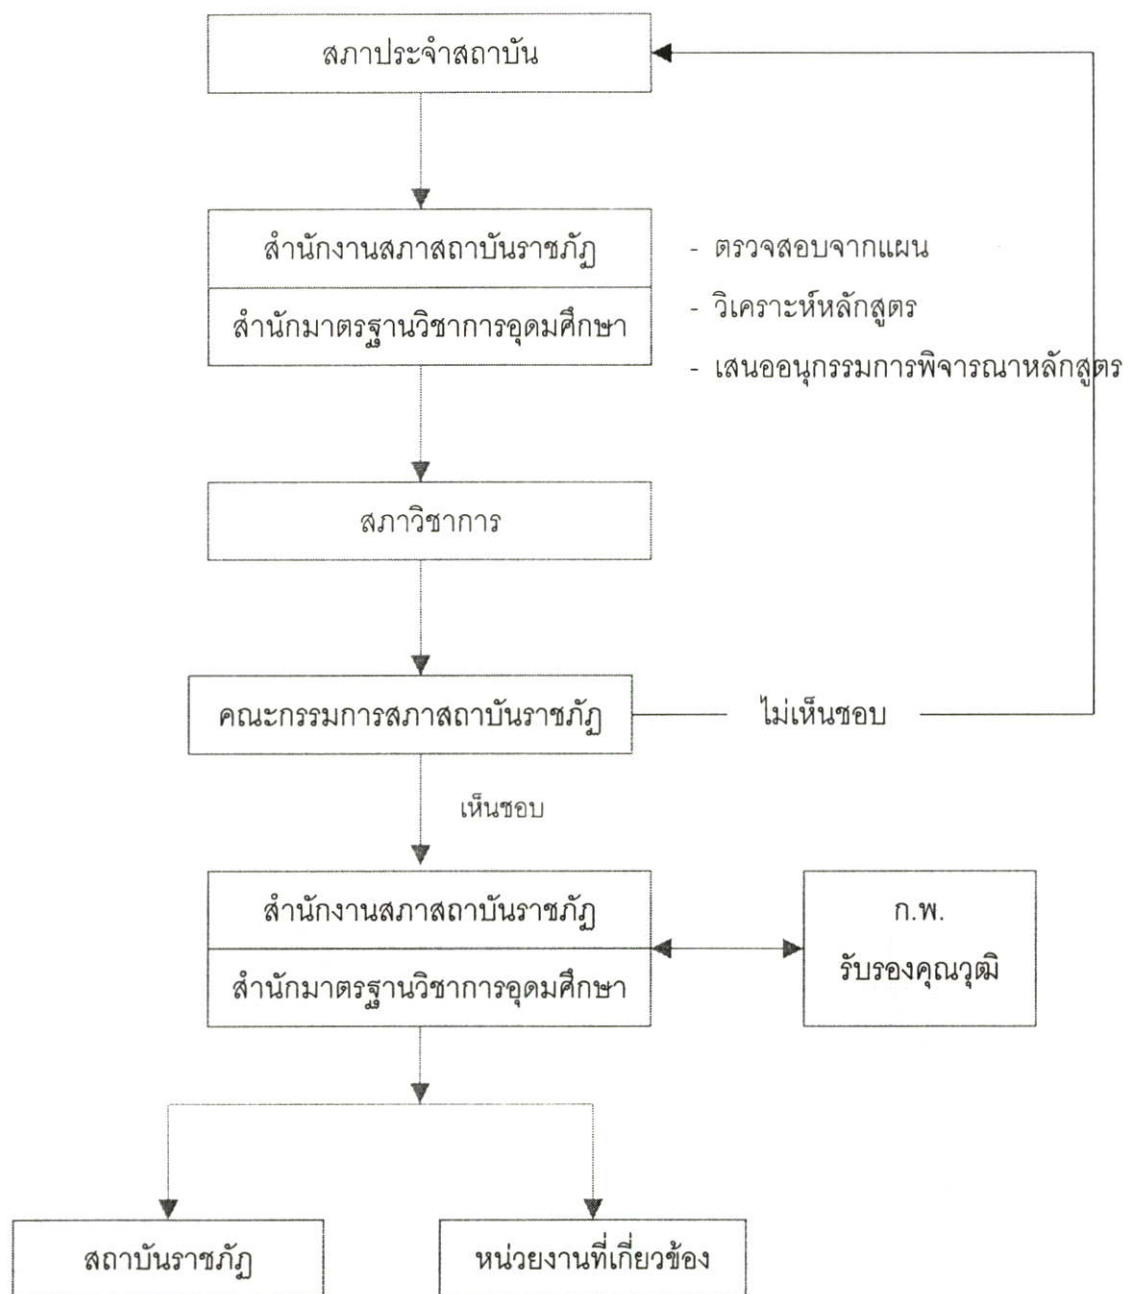 สภาประจำสถาบัน
สำนักงานสภาสถาบันราชภัฏ
สำนักมาตรฐานวิชาการอุดมศึกษา
- ตรวจสอบจากแผน
- วิเคราะห์หลักสูตร
- เสนออนุกรรมการพิจารณาหลักสูตร
สภาวิชาการ
คณะกรรมการสภาสถาบันราชภัฏ
ไม่เห็นชอบ
เห็นชอบ
สำนักงานสภาสถาบันราชภัฏ
สำนักมาตรฐานวิชาการอุดมศึกษา
ก.พ.
รับรองคุณวุฒิ
สถาบันราชภัฏ
หน่วยงานที่เกี่ยวข้อง